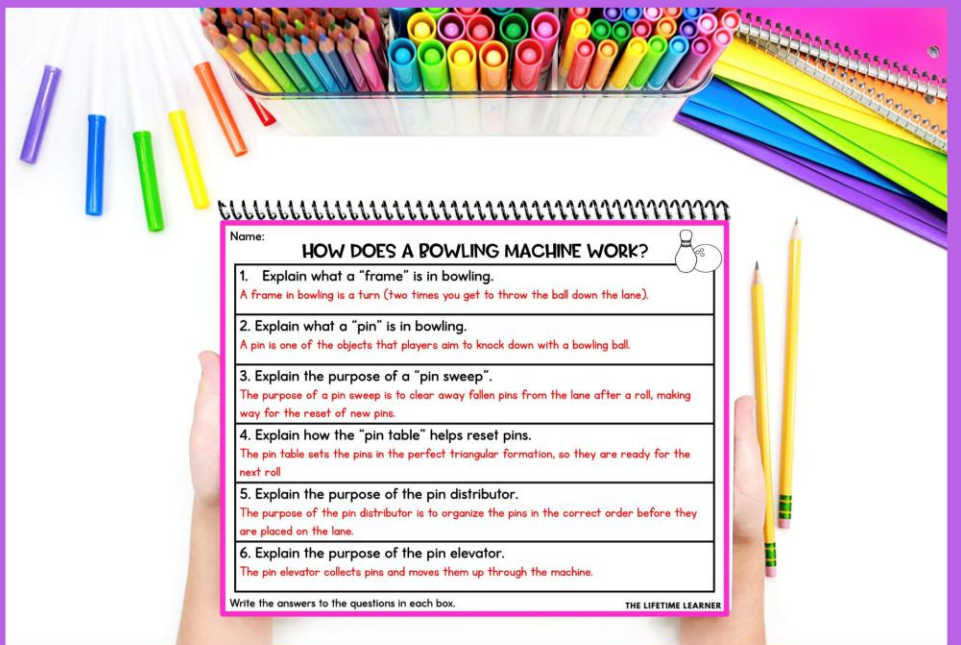 Name:
HOW DOES A BOWLING MACHINE WORK?
1. Explain what a "frame" is in bowling.
A frame in bowling is a turn (two times you get to throw the ball down the lane).
2. Explain what a "pin" is in bowling.
A pin is one of the objects that players aim to knock down with a bowling ball.
3. Explain the purpose of a "pin sweep".
The purpose of a pin sweep is to clear away fallen pins from the lane after a roll, making
way for the reset of new pins.
4. Explain how the "pin table" helps reset pins.
The pin table sets the pins in the perfect triangular formation, so they are ready for the
next roll
5. Explain the purpose of the pin distributor.
The purpose of the pin distributor is to organize the pins in the correct order before they
are placed on the lane.
6. Explain the purpose of the pin elevator.
The pin elevator collects pins and moves them up through the machine.
Write the answers to the questions in each box.
THE LIFETIME LEARNER